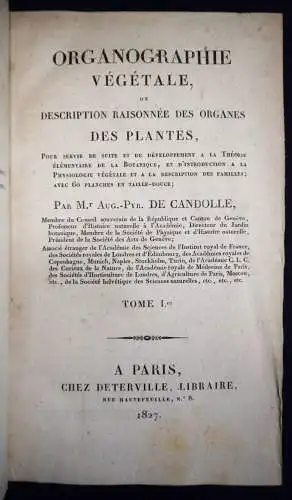 ORGANOGRAPHIE
VÉGÉTALE,
OU
DESCRIPTION RAISONNÉE DES ORGANES
DES PLANTES,
Pour servir de suite et de développement a la Théorie
élémentaire de la Botanique, et d'introduction a la
Physiologie végétale et a la description des familles;
avec 60 planches en taille-douce;
Par M.r Aug.-Pyr. DE CANDOLLE,
Membre du Conseil souverain de la République et Canton de Genève,
Professeur d'Histoire naturelle à l'Académie, Directeur du Jardin
botanique, Membre de la Société de Physique et d'Histoire naturelle,
Président de la Société des Arts de Genève;
Associé étranger de l'Académie des Sciences de l'Institut royal de France,
des Sociétés royales de Londres et d'Édimbourg, des Académies royales de
Copenhague, Munich, Naples, Stockholm, Turin, de l'Académie C. L. C.
des Curieux de la Nature, de l'Académie royale de Médecine de Paris,
des Sociétés d'Horticulture de Londres, d'Agriculture de Paris, Moscou,
etc., de la Société helvétique des Sciences naturelles, etc., etc., etc.
TOME I.er
A PARIS,
CHEZ DETERVILLE, LIBRAIRE,
RUE HAUTEFEUILLE, N.° 8.
1827.